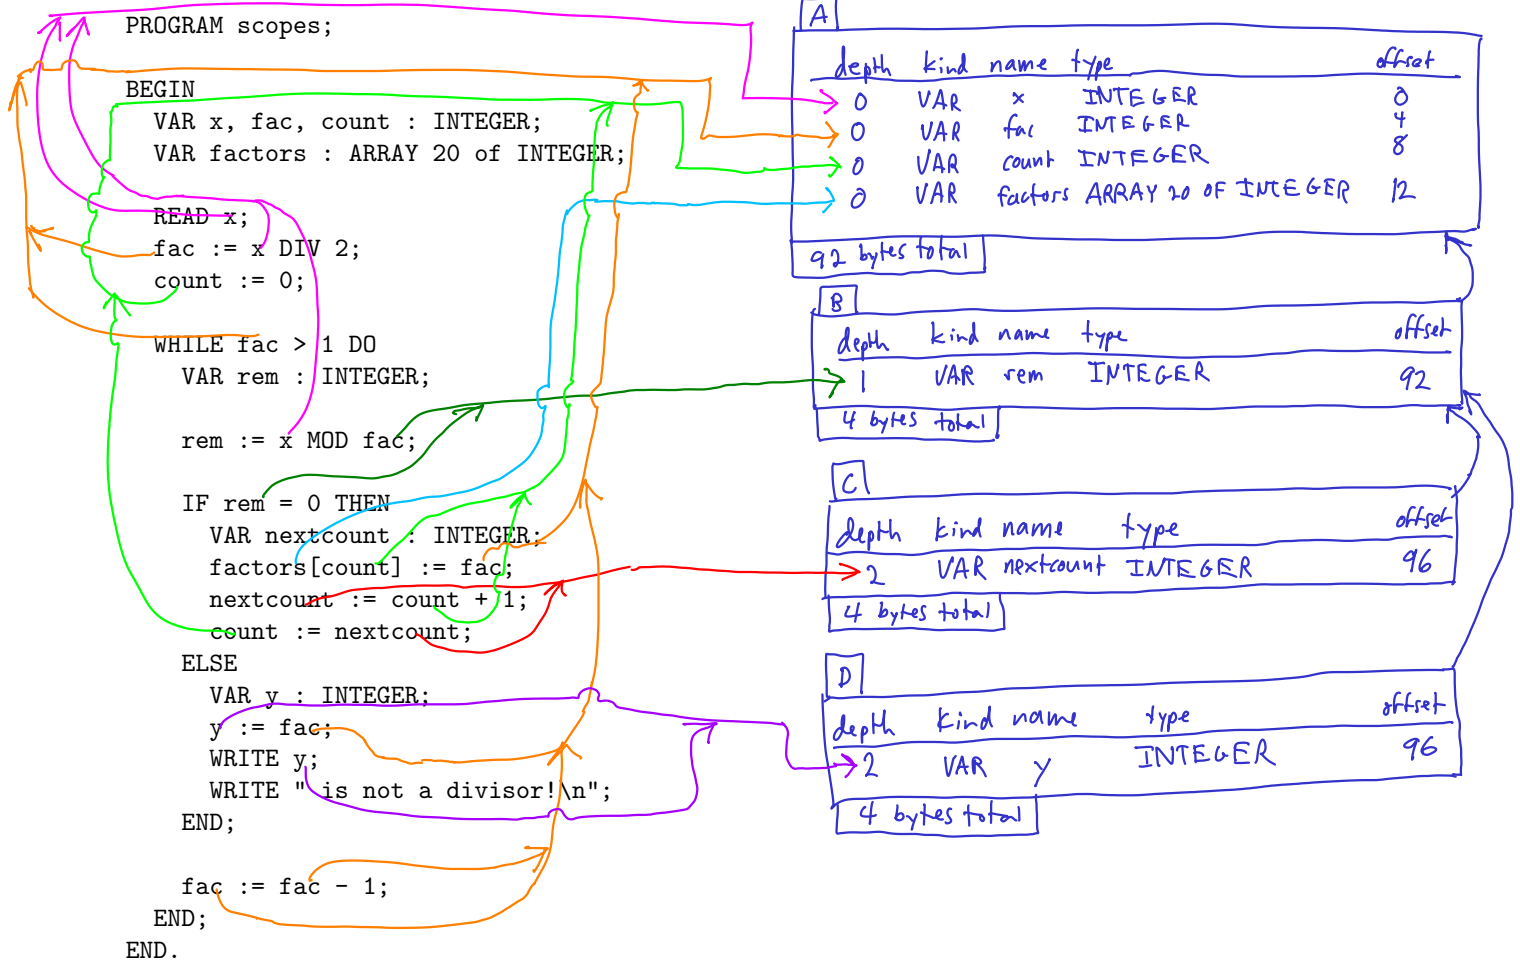 PROGRAM scopes;
BEGIN
VAR x, fac, count : INTEGER;
VAR factors : ARRAY 20 of INTEGER;
READ x;
fac := x DIV 2;
count := 0;
WHILE fac > 1 DO
VAR rem : INTEGER;
rem := x MOD fac;
IF rem = 0 THEN
VAR nextcount : INTEGER;
factors[count] := fac;
nextcount := count + 1;
count := nextcount;
ELSE
VAR y : INTEGER;
y := fac;
WRITE y;
WRITE " is not a divisor!\n";
END;
fac := fac - 1;
END;
END.
A
depth kind name type offset
0 VAR x INTEGER 0
0 VAR fac INTEGER 4
0 VAR count INTEGER 8
0 VAR factors ARRAY 20 OF INTEGER 12
92 bytes total
B
depth kind name type offset
1 VAR rem INTEGER 92
4 bytes total
C
depth kind name type offset
2 VAR nextcount INTEGER 96
4 bytes total
D
depth kind name type offset
2 VAR y INTEGER 96
4 bytes total